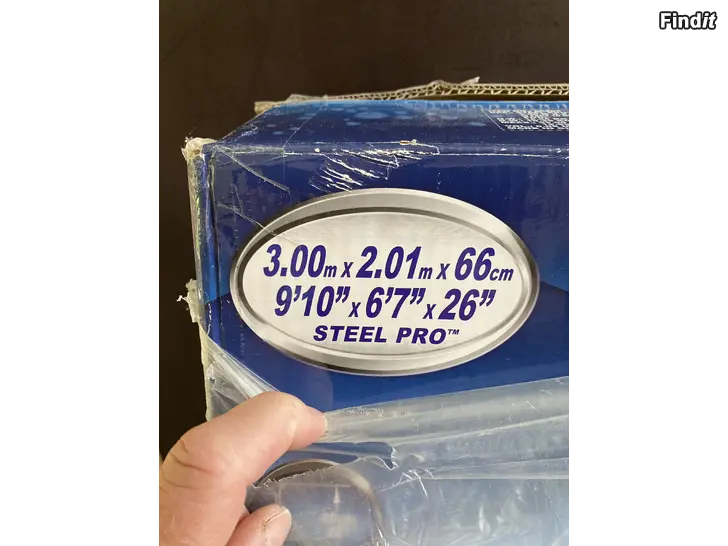 Findit
3.00m x 2.01m x 66cm
9'10" x 6'7" x 26"
STEEL PRO™